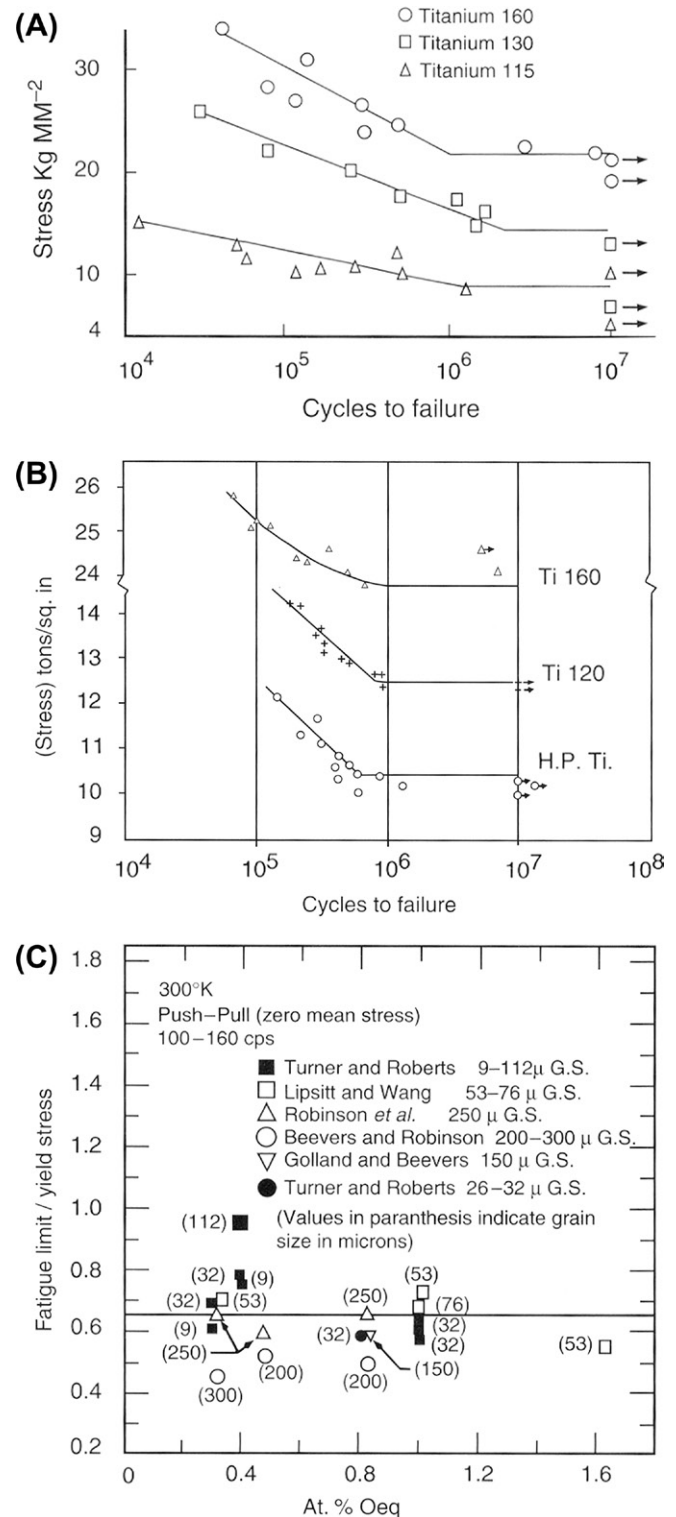 (A)
○ Titanium 160
□ Titanium 130
△ Titanium 115
Stress Kg MM⁻²
30
20
10
4
10⁴ 10⁵ 10⁶ 10⁷
Cycles to failure
(B)
(Stress) tons/sq. in
26
25
24
14
13
12
11
10
9
Ti 160
Ti 120
H.P. Ti.
10⁴ 10⁵ 10⁶ 10⁷ 10⁸
Cycles to failure
(C)
Fatigue limit / yield stress
1.8
1.6
1.4
1.2
1.0
0.8
0.6
0.4
0.2
300°K
Push–Pull (zero mean stress)
100–160 cps
■ Turner and Roberts 9–112μ G.S.
□ Lipsitt and Wang 53–76 μ G.S.
△ Robinson et al. 250 μ G.S.
○ Beevers and Robinson 200–300 μ G.S.
▽ Golland and Beevers 150 μ G.S.
● Turner and Roberts 26–32 μ G.S.
(Values in paranthesis indicate grain
size in microns)
(112)
(32) (9)
(32) (53)
(9)
(250)
(300)
(200)
(250)
(32)
(200)
(150)
(53)
(76)
(32)
(32)
(53)
0 0.4 0.8 1.2 1.6
At. % Oeq